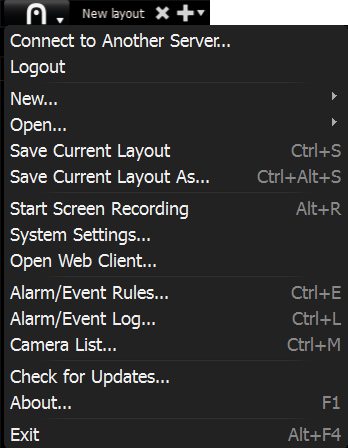 New layout
Connect to Another Server...
Logout
New...
Open...
Save Current Layout Ctrl+S
Save Current Layout As... Ctrl+Alt+S
Start Screen Recording Alt+R
System Settings...
Open Web Client...
Alarm/Event Rules... Ctrl+E
Alarm/Event Log... Ctrl+L
Camera List... Ctrl+M
Check for Updates...
About... F1
Exit Alt+F4